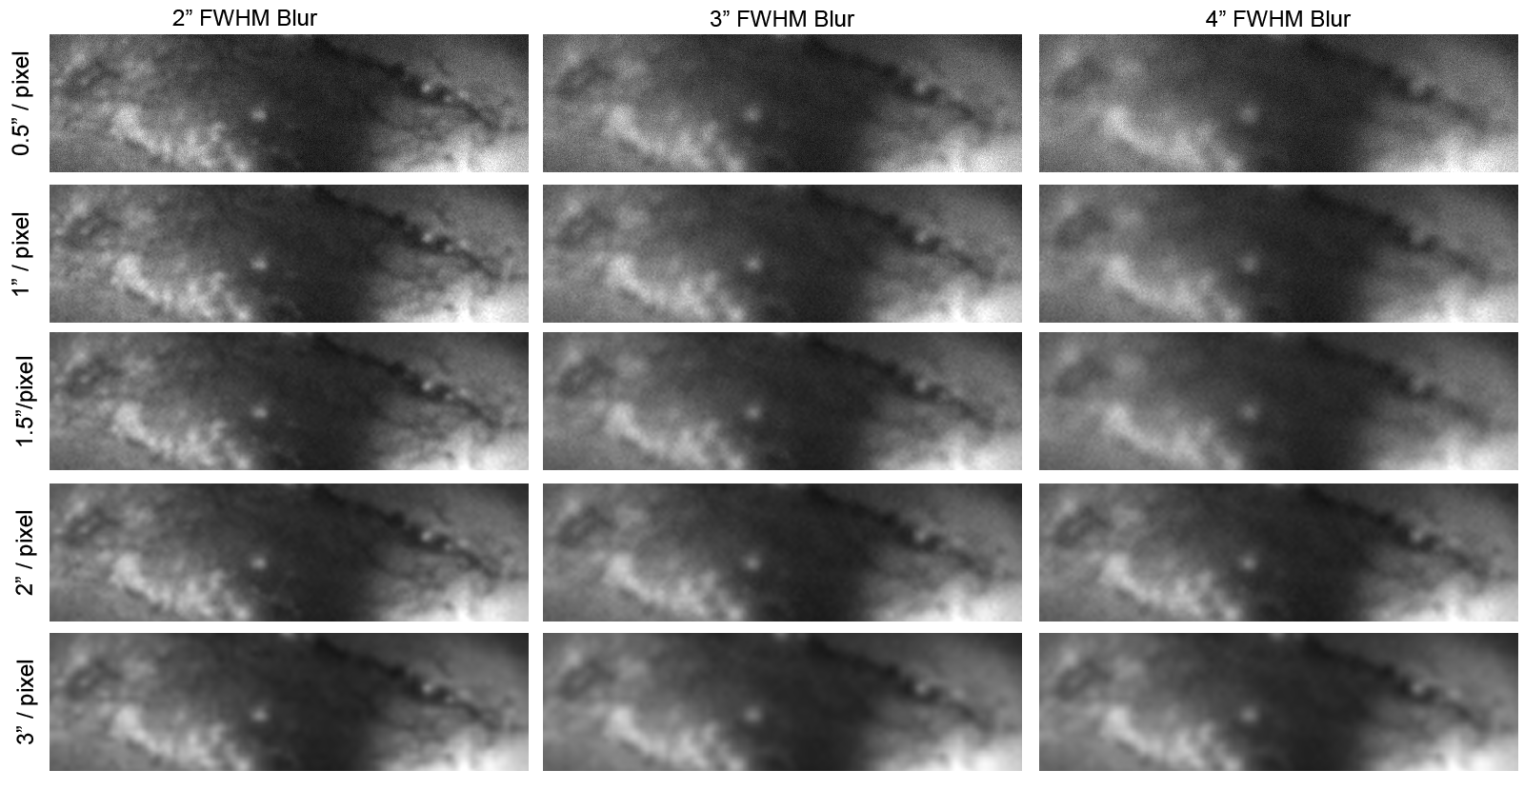 2” FWHM Blur
3” FWHM Blur
4” FWHM Blur
0.5” / pixel
1” / pixel
1.5”/pixel
2” / pixel
3” / pixel